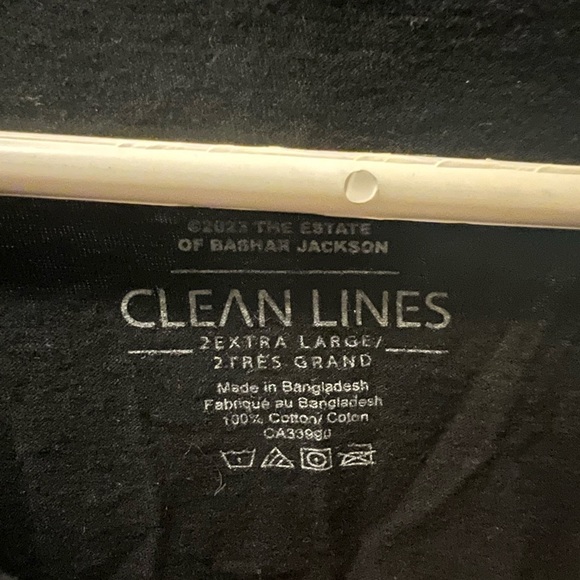 ©2023 THE ESTATE
OF BASHAR JACKSON
CLEAN LINES
2EXTRA LARGE/
2TRÈS GRAND
Made in Bangladesh
Fabriqué au Bangladesh
100% Cotton/Coton
CA33990